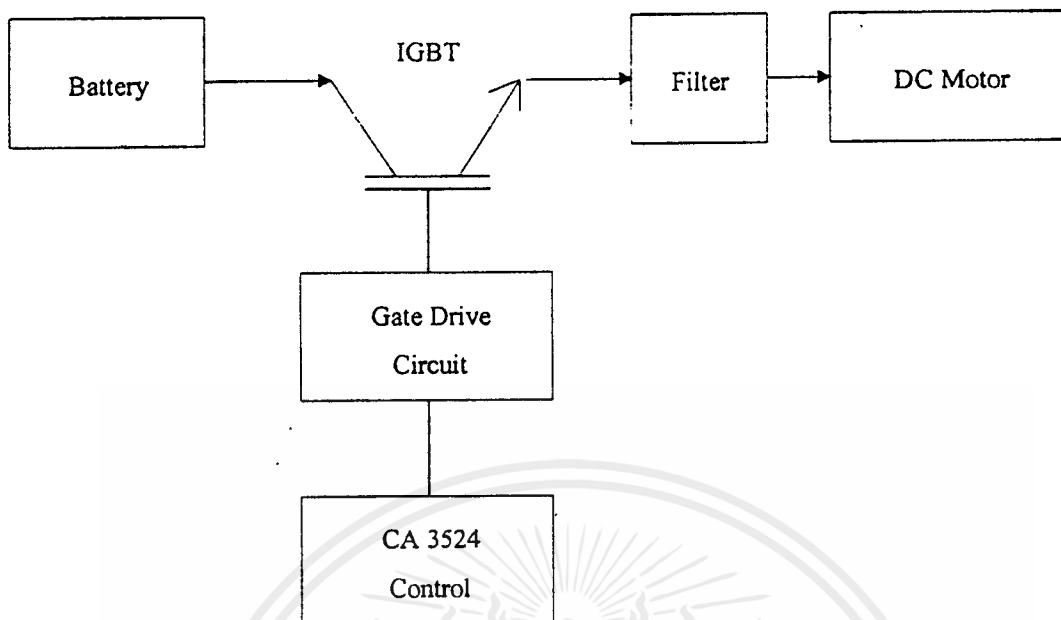 IGBT
Battery
Filter
DC Motor
Gate Drive
Circuit
CA 3524
Control